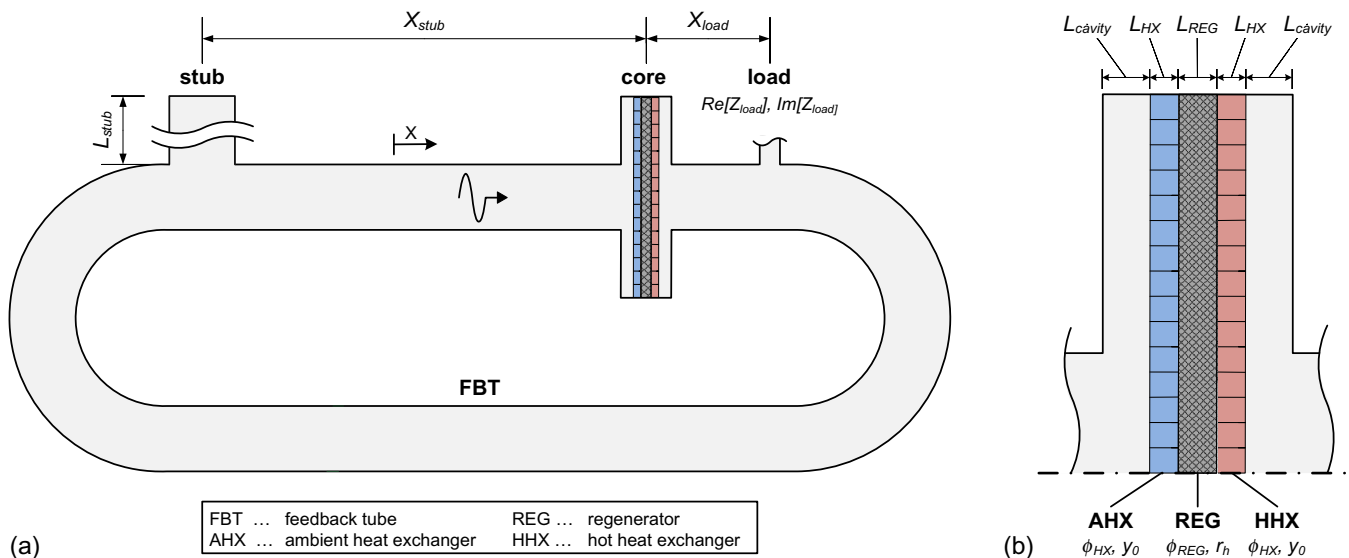 X_stub
X_load
stub
core
load
Re[Z_load], Im[Z_load]
L_stub
X
FBT
FBT … feedback tube
REG … regenerator
AHX … ambient heat exchanger
HHX … hot heat exchanger
(a)
L_cavity L_HX L_REG L_HX L_cavity
AHX REG HHX
ϕ_HX, y_0 ϕ_REG, r_h ϕ_HX, y_0
(b)